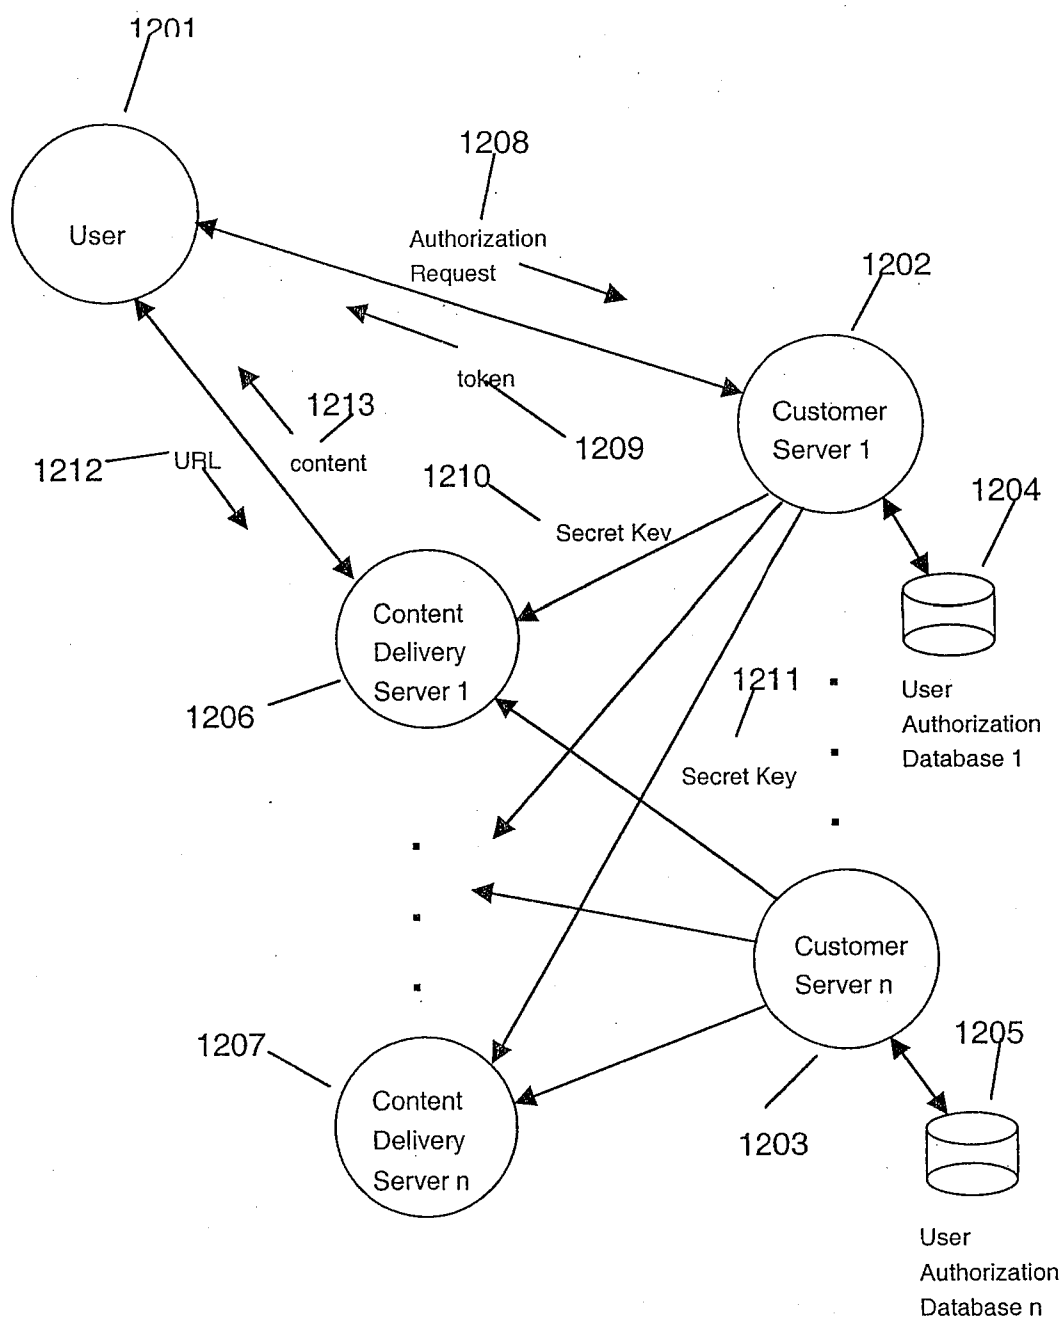 1201
User
1208
Authorization
Request
1202
token
1209
1213
content
1212
URL
1210
Secret Key
Customer
Server 1
1204
User
Authorization
Database 1
Content
Delivery
Server 1
1206
1211
Secret Key
Customer
Server n
1203
1205
User
Authorization
Database n
1207
Content
Delivery
Server n